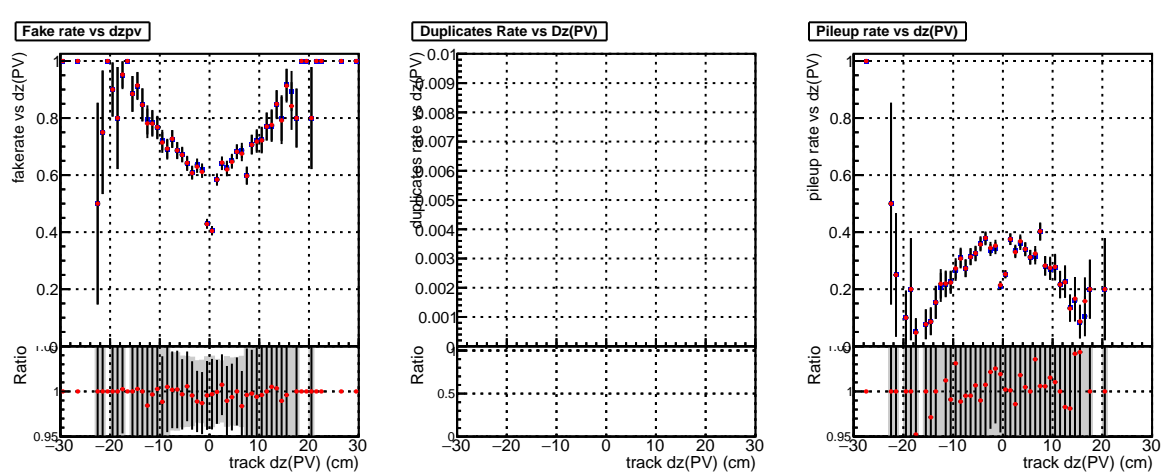 Fake rate vs dzpv
fakerate vs dz(PV)
1
0.8
0.6
0.4
0.2
0
Ratio
1
0.95
−30 −20 −10 0 10 20 30
track dz(PV) (cm)
Duplicates Rate vs Dz(PV)
duplicates rate vs dz(PV)
0.01
0.009
0.008
0.007
0.006
0.005
0.004
0.003
0.002
0.001
0
Ratio
1
0.5
0
−30 −20 −10 0 10 20 30
track dz(PV) (cm)
Pileup rate vs dz(PV)
pileup rate vs dz(PV)
1
0.8
0.6
0.4
0.2
0
Ratio
1
0.95
−30 −20 −10 0 10 20 30
track dz(PV) (cm)